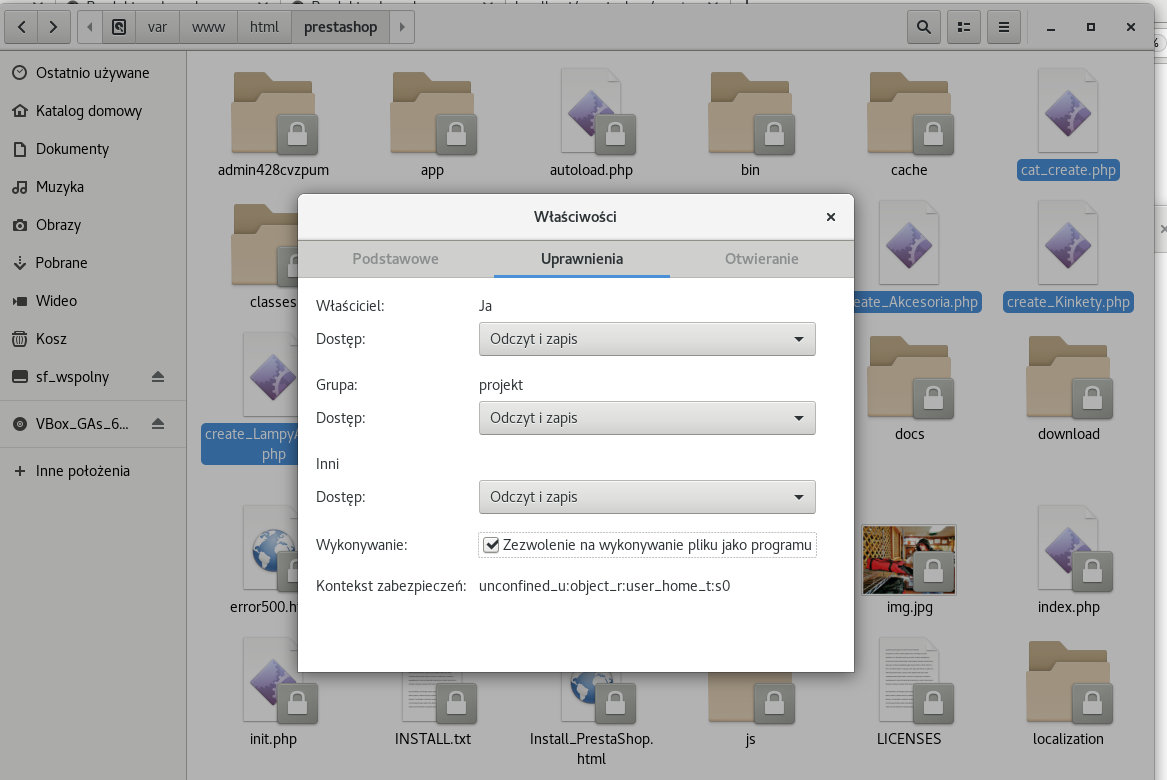 var
www
html
prestashop
Ostatnio używane
Katalog domowy
Dokumenty
Muzyka
Obrazy
Pobrane
Wideo
Kosz
sf_wspolny
VBox_GAs_6...
Inne położenia
admin428cvzpum
app
autoload.php
bin
cache
cat_create.php
classes
eate_Akcesoria.php
create_Kinkety.php
create_LampyA
php
docs
download
error500.h
img.jpg
index.php
init.php
INSTALL.txt
Install_PrestaShop.
html
js
LICENSES
localization
Właściwości
Podstawowe
Uprawnienia
Otwieranie
Właściciel:
Ja
Dostęp:
Odczyt i zapis
Grupa:
projekt
Dostęp:
Odczyt i zapis
Inni
Dostęp:
Odczyt i zapis
Wykonywanie:
Zezwolenie na wykonywanie pliku jako programu
Kontekst zabezpieczeń:
unconfined_u:object_r:user_home_t:s0